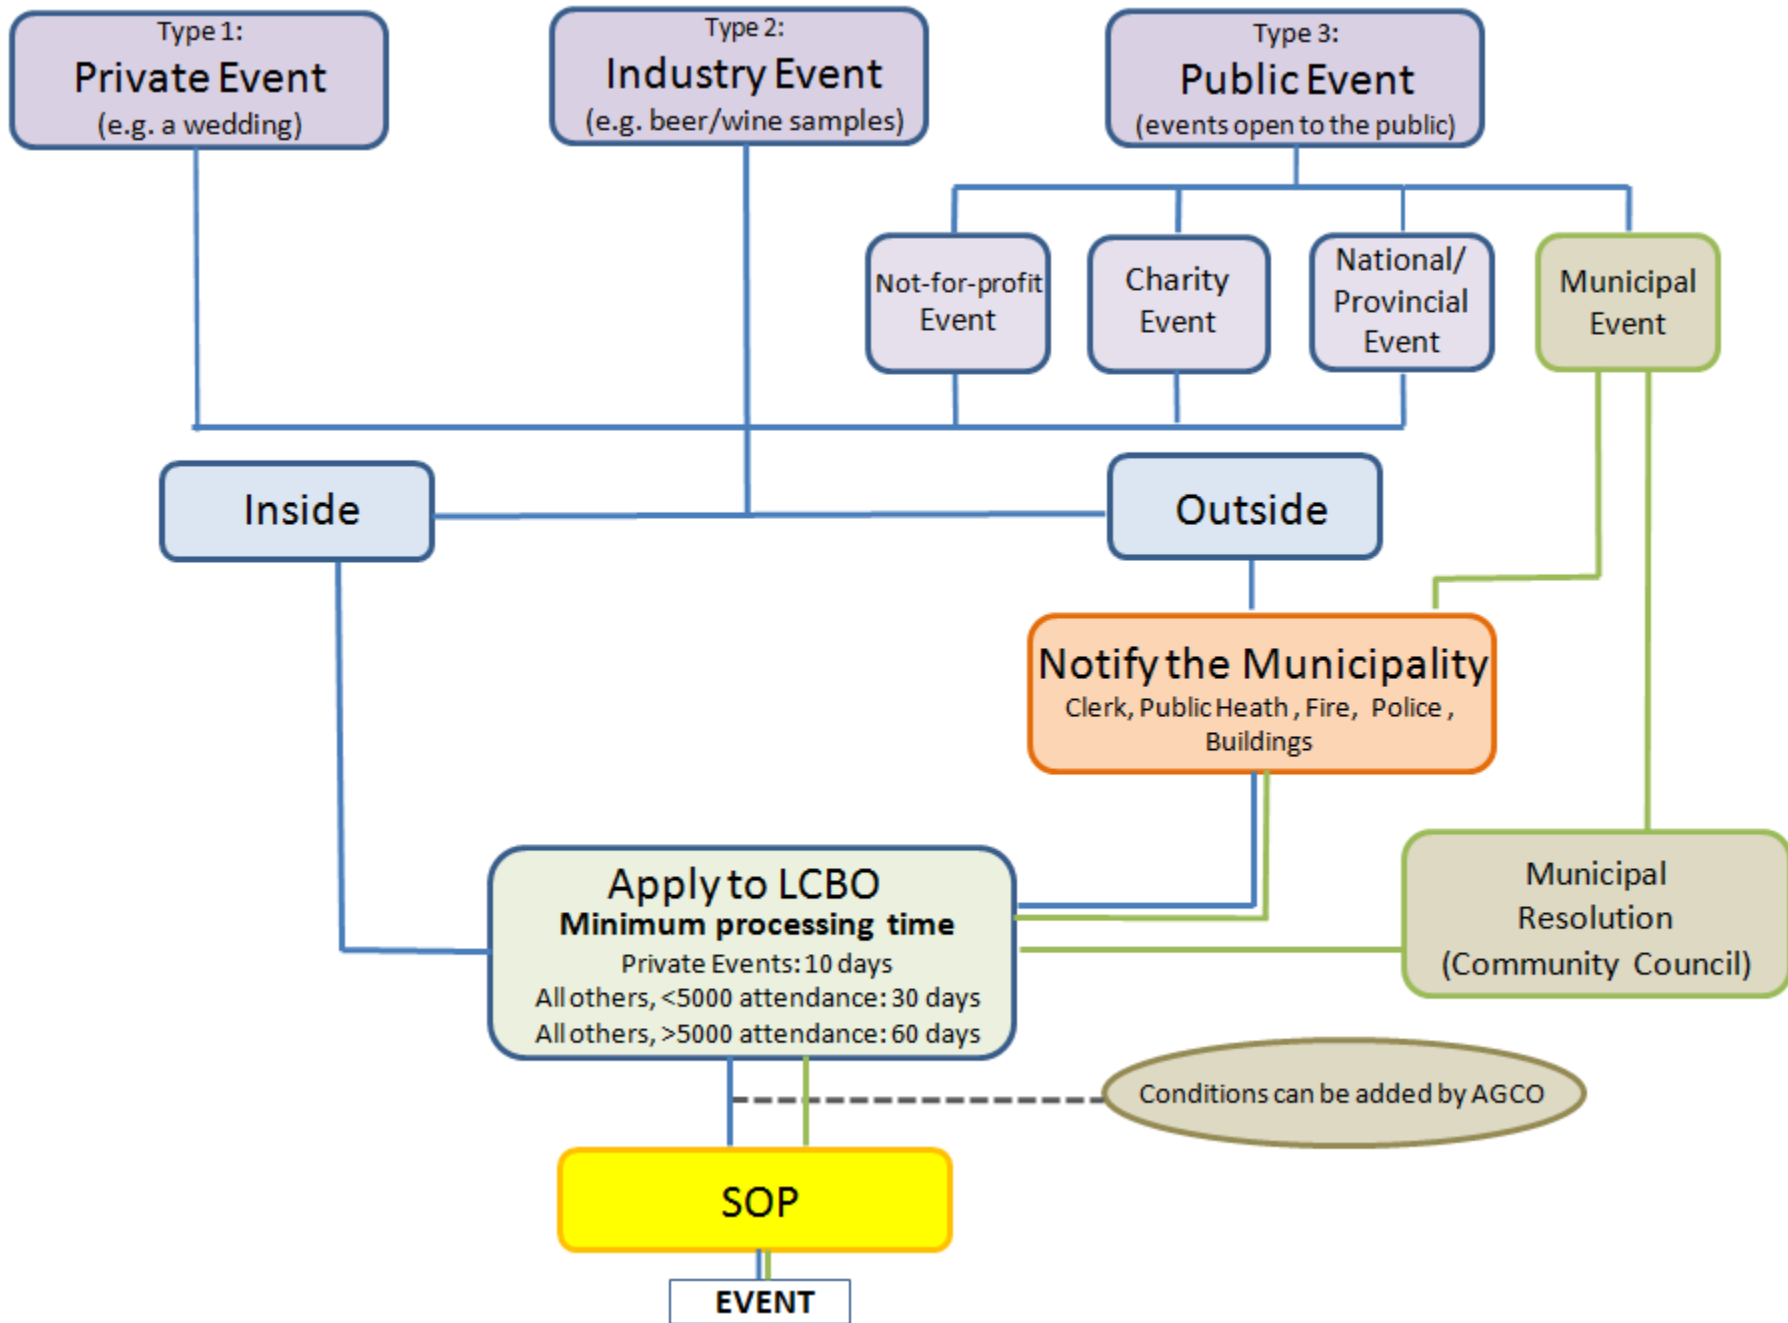 Type 1:
Private Event
(e.g. a wedding)
Type 2:
Industry Event
(e.g. beer/wine samples)
Type 3:
Public Event
(events open to the public)
Not-for-profit
Event
Charity
Event
National/
Provincial
Event
Municipal
Event
Inside
Outside
Notify the Municipality
Clerk, Public Heath , Fire, Police ,
Buildings
Apply to LCBO
Minimum processing time
Private Events: 10 days
All others, <5000 attendance: 30 days
All others, >5000 attendance: 60 days
Municipal
Resolution
(Community Council)
Conditions can be added by AGCO
SOP
EVENT